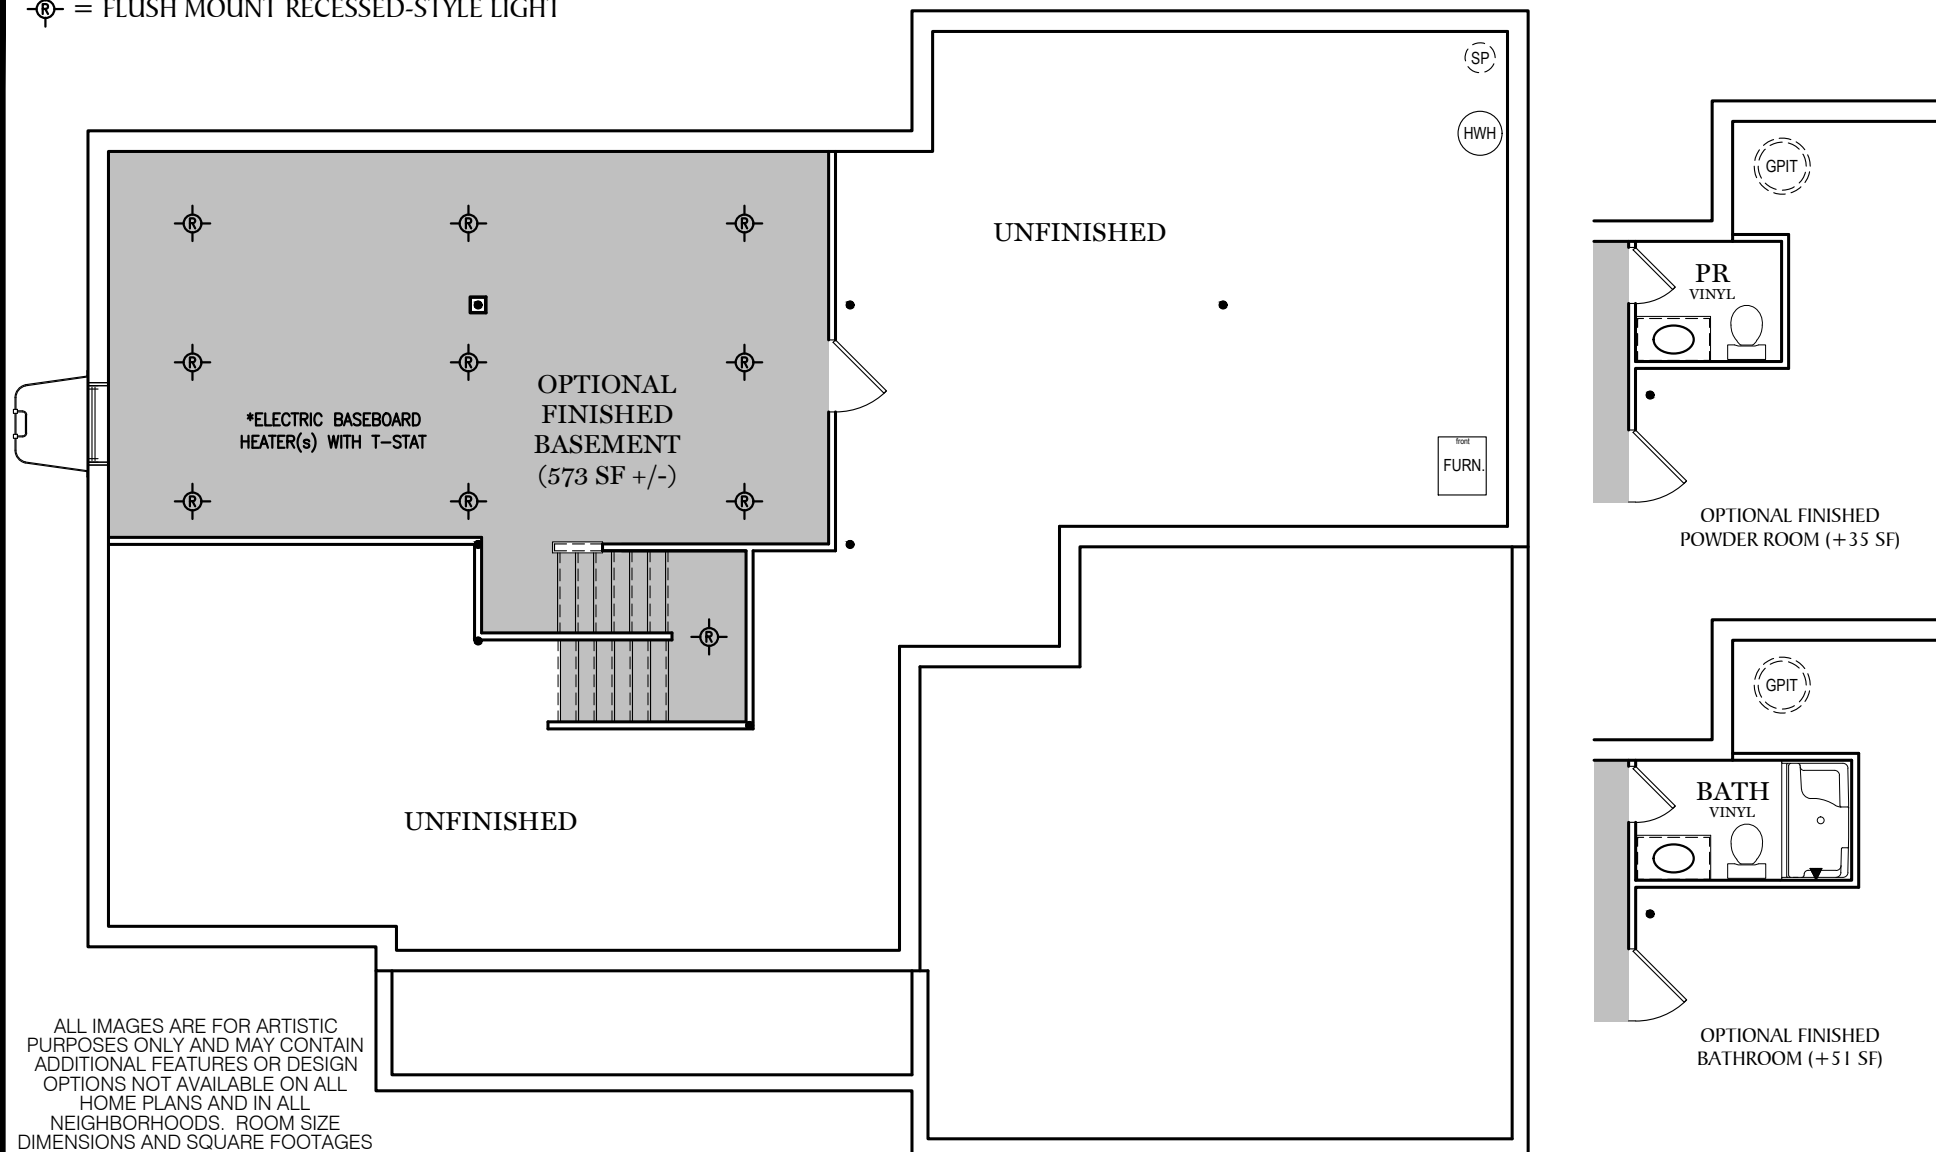 R = FLUSH MOUNT RECESSED-STYLE LIGHT
SP
HWH
UNFINISHED
R
R
R
R
R
R
OPTIONAL
FINISHED
BASEMENT
(573 SF +/-)
*ELECTRIC BASEBOARD
HEATER(s) WITH T-STAT
front
FURN.
R
R
R
R
UNFINISHED
GPIT
PR
VINYL
OPTIONAL FINISHED
POWDER ROOM (+35 SF)
GPIT
BATH
VINYL
OPTIONAL FINISHED
BATHROOM (+51 SF)
ALL IMAGES ARE FOR ARTISTIC
PURPOSES ONLY AND MAY CONTAIN
ADDITIONAL FEATURES OR DESIGN
OPTIONS NOT AVAILABLE ON ALL
HOME PLANS AND IN ALL
NEIGHBORHOODS. ROOM SIZE
DIMENSIONS AND SQUARE FOOTAGES